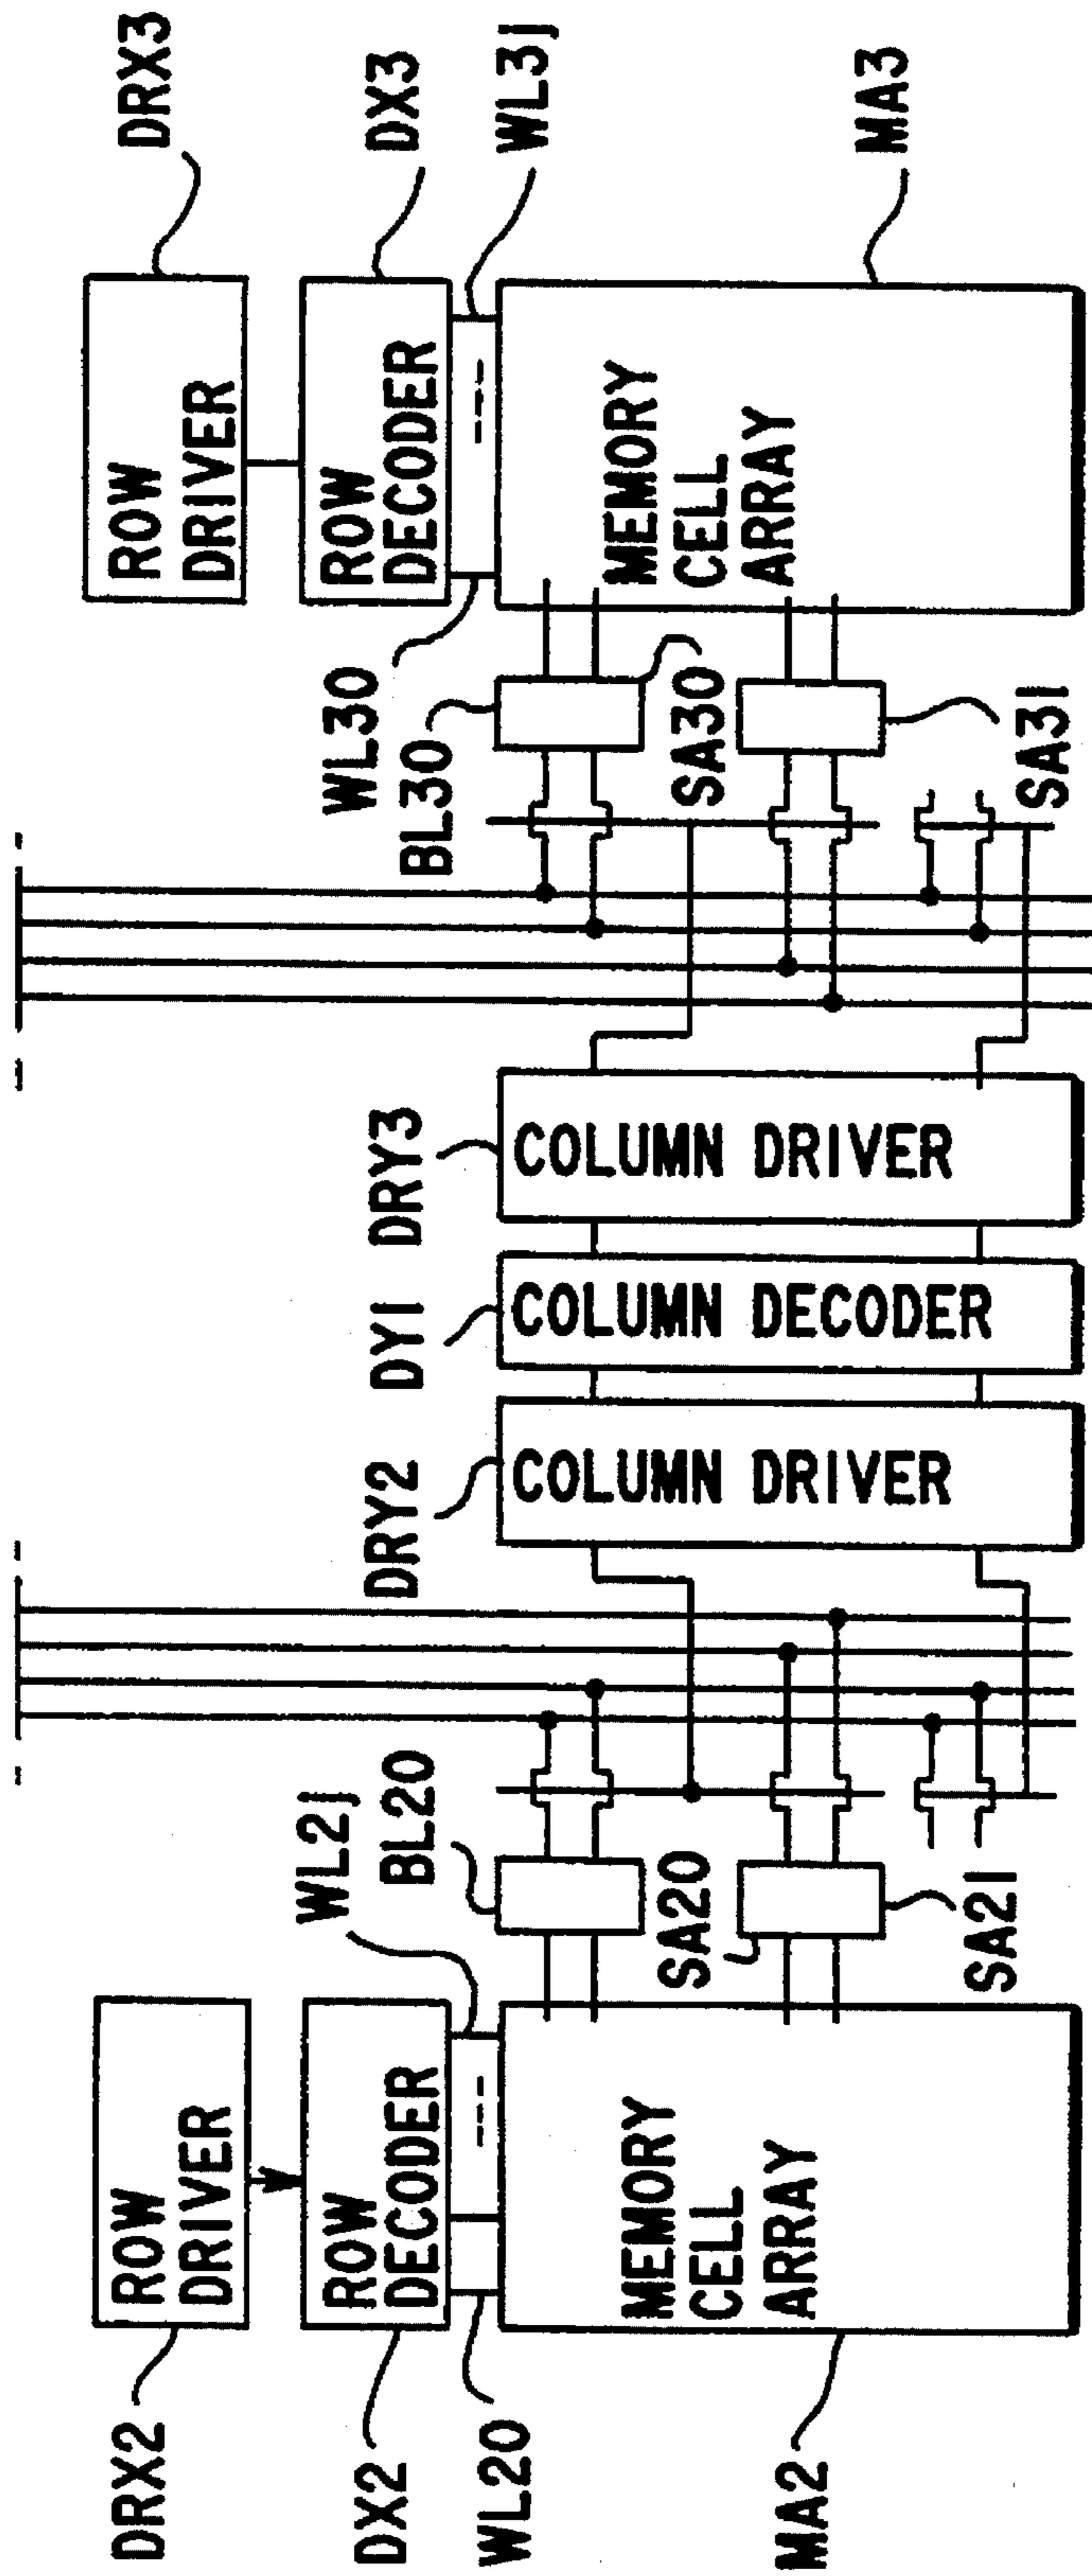 DRX2
ROW
DRIVER
ROW
DRIVER
DRX3
DX2
ROW
DECODER
ROW
DECODER
DX3
WL20
WL2j
BL20
DRY2
DY1
DRY3
WL30
BL30
WL3j
MEMORY
CELL
ARRAY
SA20
COLUMN DRIVER
COLUMN DECODER
COLUMN DRIVER
SA30
MEMORY
CELL
ARRAY
MA2
SA21
SA31
MA3